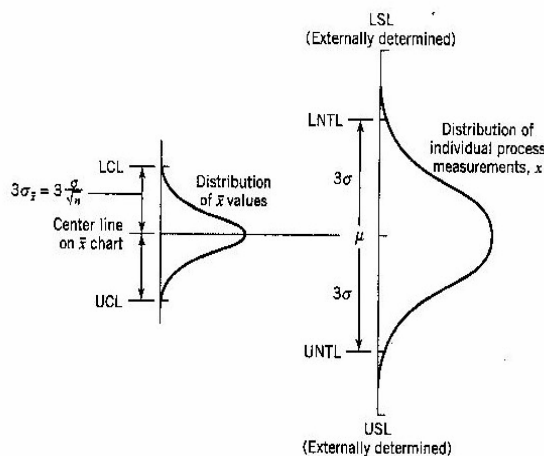 LSL
(Externally determined)
LNTL
Distribution of
individual process
measurements, x
3σ
LCL
Distribution
of x̄ values
3σx̄ = 3 σ/√n
Center line
on x̄ chart
μ
UCL
3σ
UNTL
USL
(Externally determined)